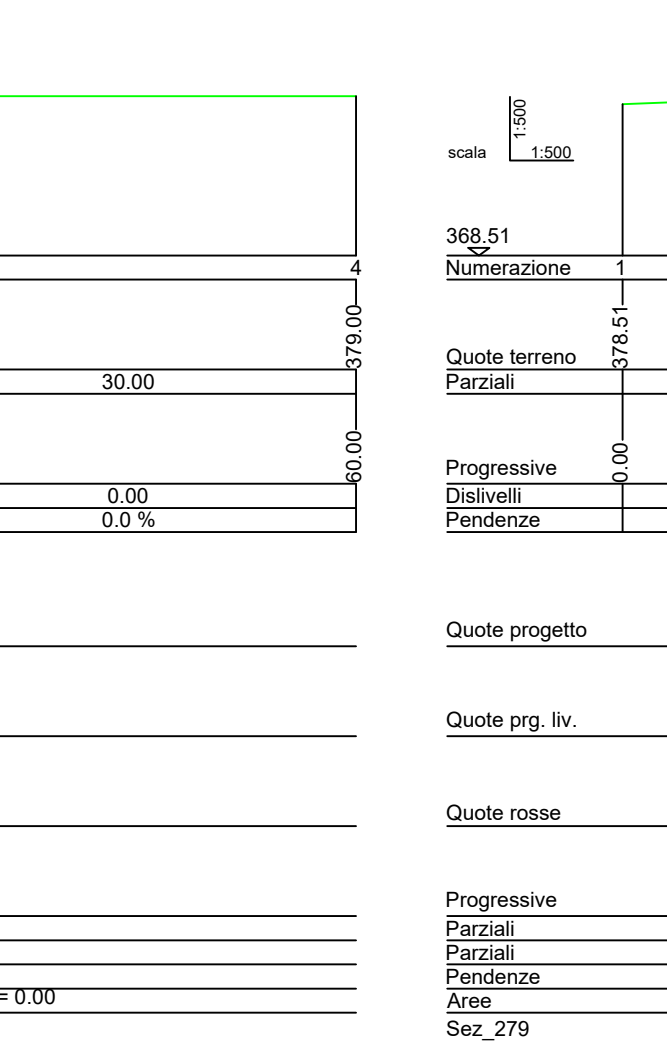 4
379.00
30.00
60.00
0.00
0.0 %
= 0.00
scala
1:500
1:500
368.51
Numerazione 1
Quote terreno 378.51
Parziali
Progressive 0.00
Dislivelli
Pendenze
Quote progetto
Quote prg. liv.
Quote rosse
Progressive
Parziali
Parziali
Pendenze
Aree
Sez_279